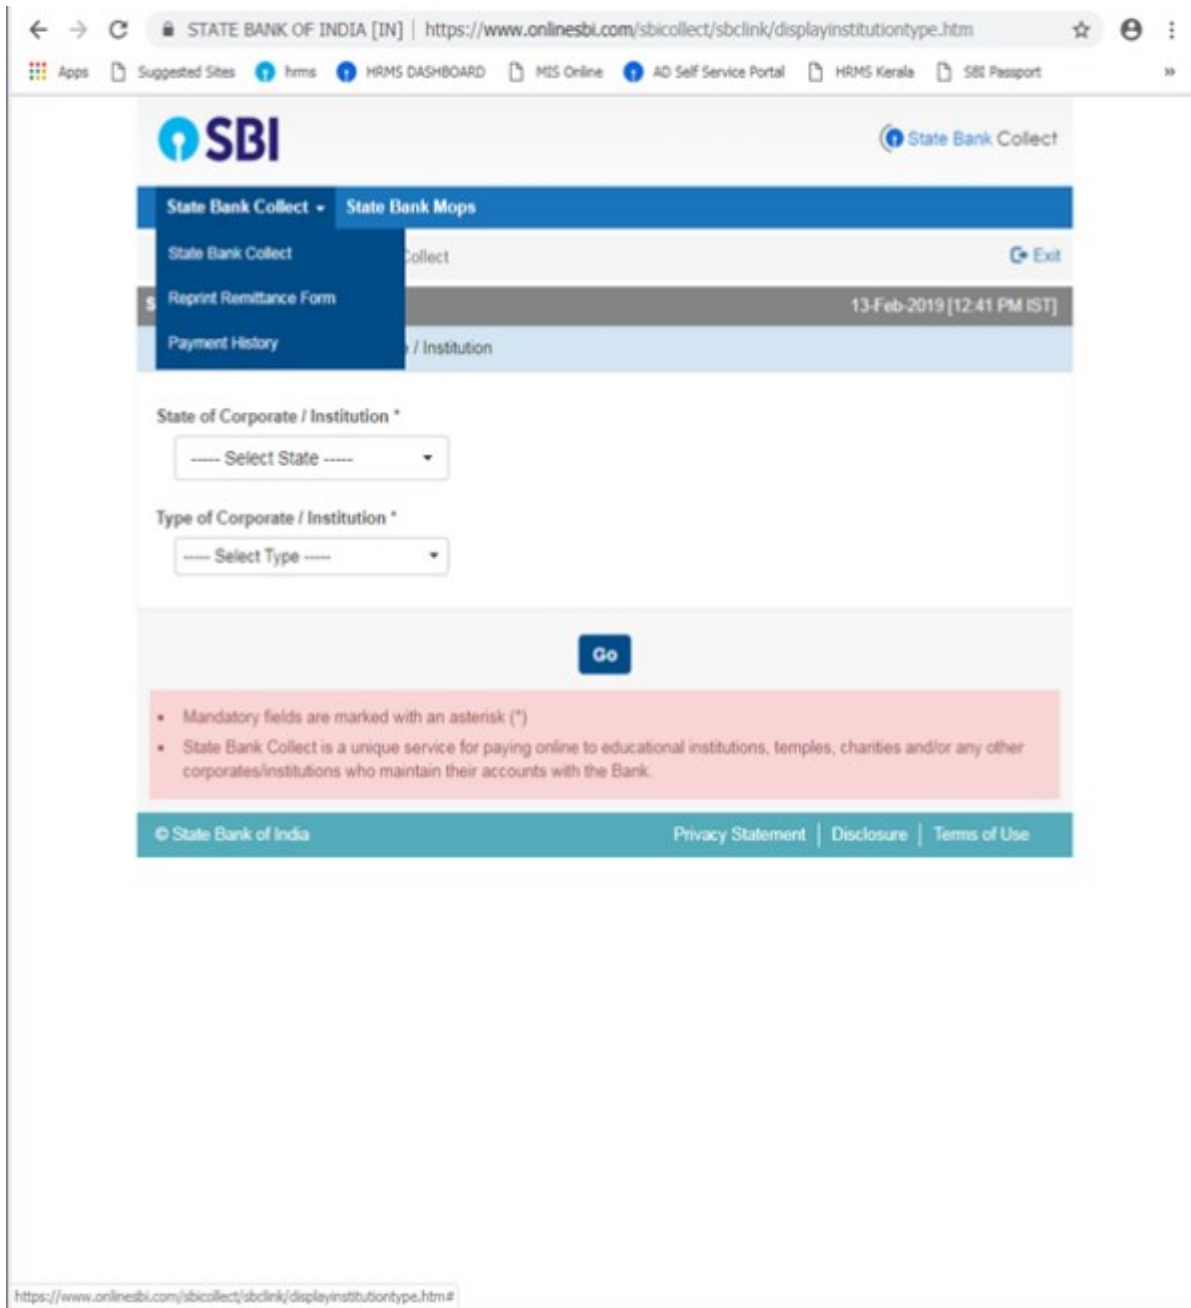 STATE BANK OF INDIA [IN] | https://www.onlinesbi.com/sbicollect/sbclink/displayinstitutiontype.htm
Apps Suggested Sites hrms HRMS DASHBOARD MIS Online AD Self Service Portal HRMS Kerala SBI Passport »
SBI
State Bank Collect
State Bank Collect State Bank Mops
State Bank Collect
Collect
Exit
Reprint Remittance Form
S
13-Feb-2019 [12:41 PM IST]
Payment History
/ Institution
State of Corporate / Institution *
----- Select State -----
Type of Corporate / Institution *
----- Select Type -----
Go
• Mandatory fields are marked with an asterisk (*)
• State Bank Collect is a unique service for paying online to educational institutions, temples, charities and/or any other
corporates/institutions who maintain their accounts with the Bank.
© State Bank of India Privacy Statement | Disclosure | Terms of Use
https://www.onlinesbi.com/sbicollect/sbclink/displayinstitutiontype.htm#